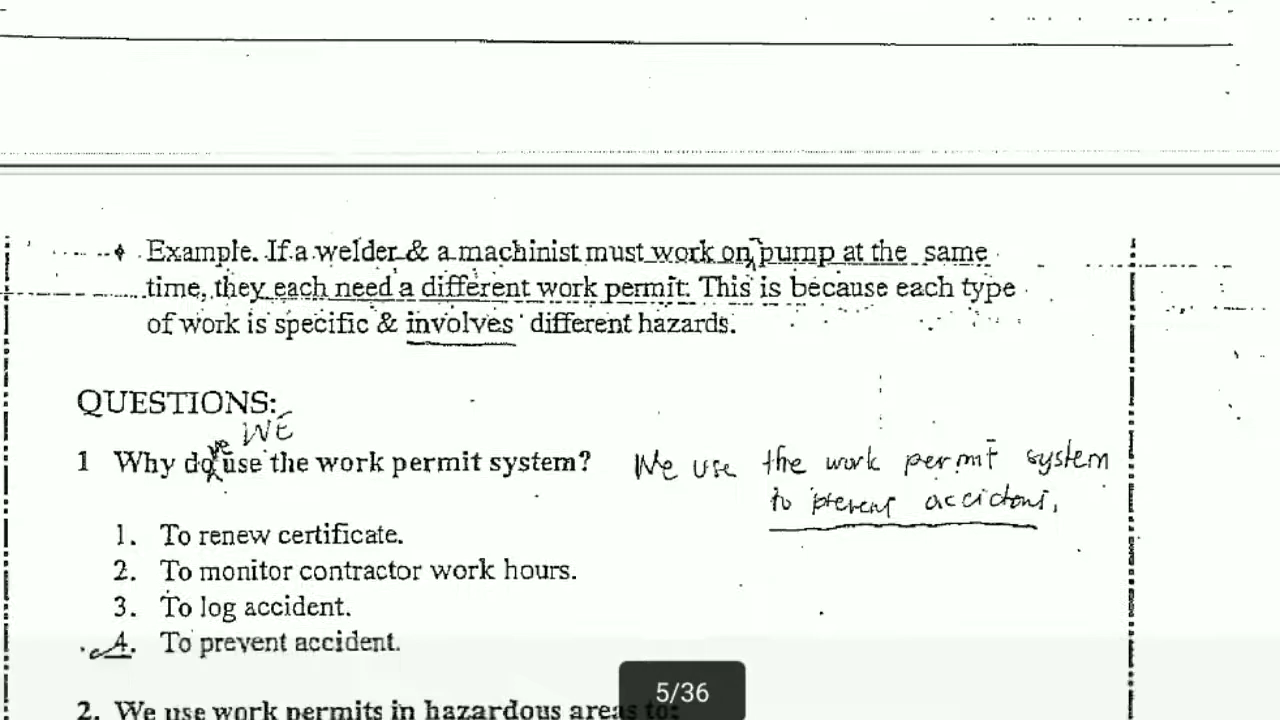 Example. If a welder & a machinist must work on pump at the same
time, they each need a different work permit. This is because each type
of work is specific & involves different hazards.
QUESTIONS:
WE
1 Why do we use the work permit system? We use the work permit system
to prevent accident.
1. To renew certificate.
2. To monitor contractor work hours.
3. To log accident.
4. To prevent accident.
2. We use work permits in hazardous areas to:
5/36